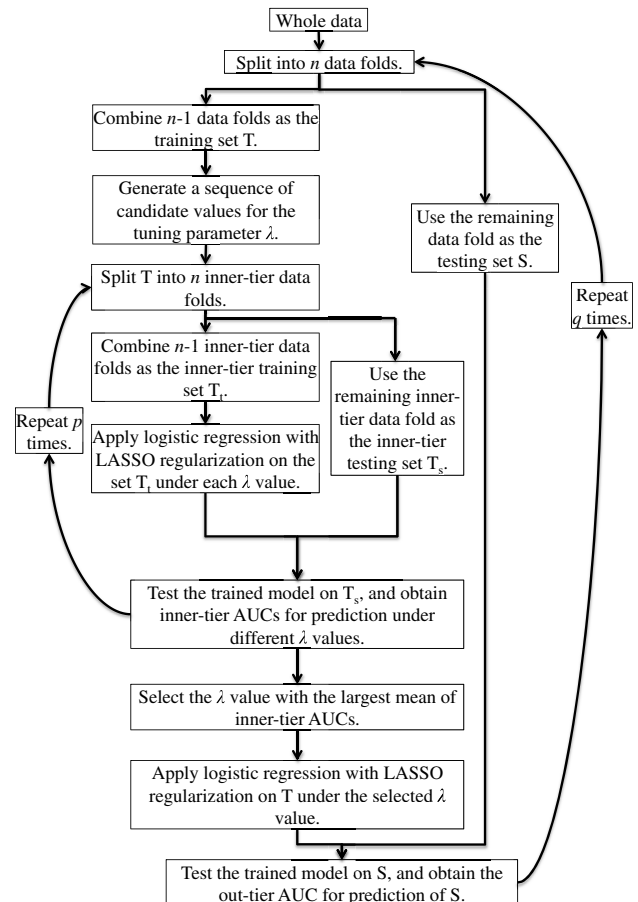 Whole data
Split into n data folds.
Combine n-1 data folds as the
training set T.
Generate a sequence of
candidate values for the
tuning parameter λ.
Use the remaining
data fold as the
testing set S.
Split T into n inner-tier data
folds.
Repeat
q times.
Combine n-1 inner-tier data
folds as the inner-tier training
set Tt.
Use the
remaining inner-
tier data fold as
the inner-tier
testing set Ts.
Repeat p
times.
Apply logistic regression with
LASSO regularization on the
set Tt under each λ value.
Test the trained model on Ts, and obtain
inner-tier AUCs for prediction under
different λ values.
Select the λ value with the largest mean of
inner-tier AUCs.
Apply logistic regression with LASSO
regularization on T under the selected λ
value.
Test the trained model on S, and obtain the
out-tier AUC for prediction of S.